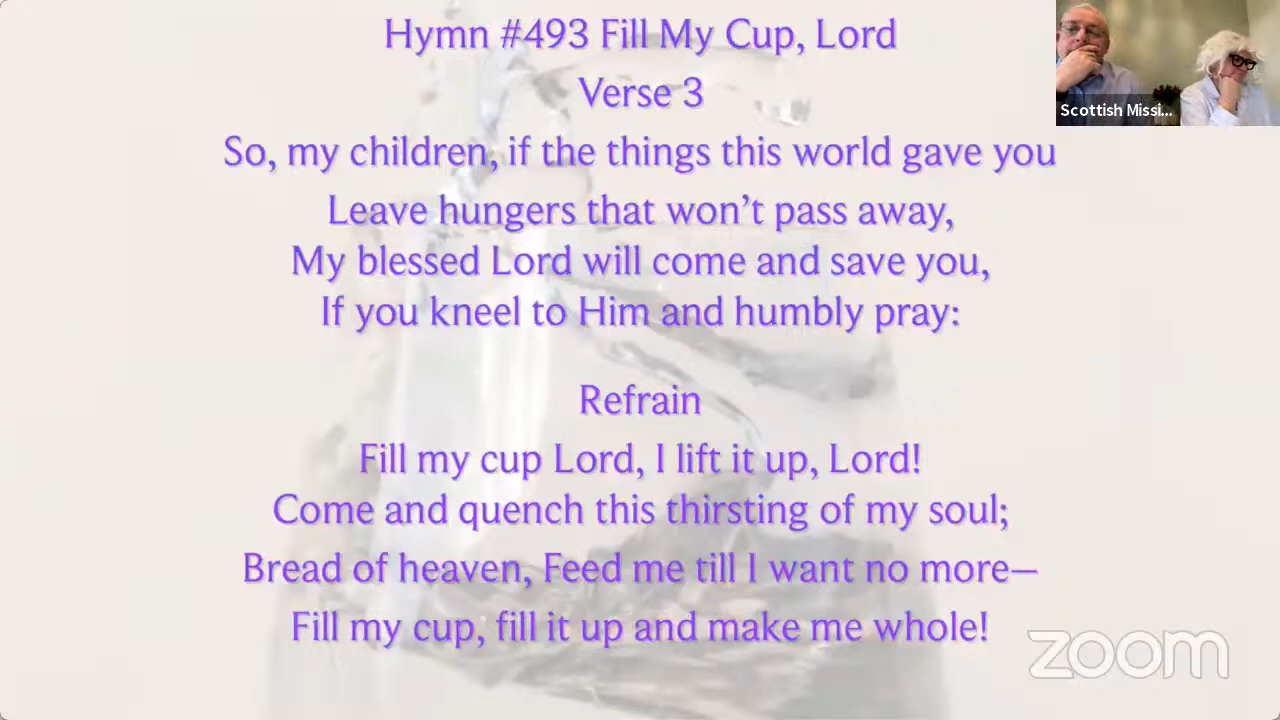 Hymn #493 Fill My Cup, Lord
Verse 3
So, my children, if the things this world gave you
Leave hungers that won’t pass away,
My blessed Lord will come and save you,
If you kneel to Him and humbly pray:
Refrain
Fill my cup Lord, I lift it up, Lord!
Come and quench this thirsting of my soul;
Bread of heaven, Feed me till I want no more—
Fill my cup, fill it up and make me whole!
Scottish Missi...
zoom